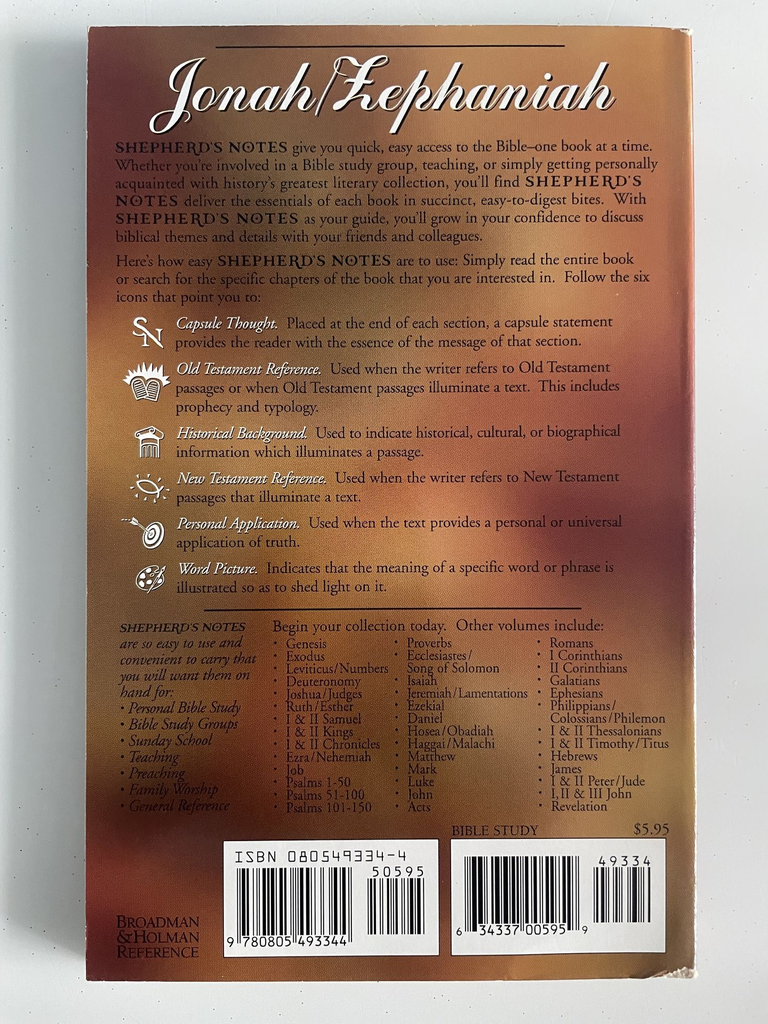 Jonah/Zephaniah
SHEPHERD'S NOTES give you quick, easy access to the Bible–one book at a time.
Whether you're involved in a Bible study group, teaching, or simply getting personally
acquainted with history's greatest literary collection, you'll find SHEPHERD'S
NOTES deliver the essentials of each book in succinct, easy-to-digest bites. With
SHEPHERD'S NOTES as your guide, you'll grow in your confidence to discuss
biblical themes and details with your friends and colleagues.
Here's how easy SHEPHERD'S NOTES are to use: Simply read the entire book
or search for the specific chapters of the book that you are interested in. Follow the six
icons that point you to:
SN
Capsule Thought. Placed at the end of each section, a capsule statement
provides the reader with the essence of the message of that section.
Old Testament Reference. Used when the writer refers to Old Testament
passages or when Old Testament passages illuminate a text. This includes
prophecy and typology.
Historical Background. Used to indicate historical, cultural, or biographical
information which illuminates a passage.
New Testament Reference. Used when the writer refers to New Testament
passages that illuminate a text.
Personal Application. Used when the text provides a personal or universal
application of truth.
Word Picture. Indicates that the meaning of a specific word or phrase is
illustrated so as to shed light on it.
SHEPHERD'S NOTES
are so easy to use and
convenient to carry that
you will want them on
hand for:
• Personal Bible Study
• Bible Study Groups
• Sunday School
• Teaching
• Preaching
• Family Worship
• General Reference
Begin your collection today. Other volumes include:
• Genesis
• Exodus
• Leviticus/Numbers
• Deuteronomy
• Joshua/Judges
• Ruth/Esther
• I & II Samuel
• I & II Kings
• I & II Chronicles
• Ezra/Nehemiah
• Job
• Psalms 1-50
• Psalms 51-100
• Psalms 101-150
• Proverbs
• Ecclesiastes/
Song of Solomon
• Isaiah
• Jeremiah/Lamentations
• Ezekial
• Daniel
• Hosea/Obadiah
• Haggai/Malachi
• Matthew
• Mark
• Luke
• John
• Acts
• Romans
• I Corinthians
• II Corinthians
• Galatians
• Ephesians
• Philippians/
Colossians/Philemon
• I & II Thessalonians
• I & II Timothy/Titus
• Hebrews
• James
• I & II Peter/Jude
• I,II & III John
• Revelation
BIBLE STUDY $5.95
ISBN 080549334-4
50595
9 780805 493344
49334
6 34337 00595 9
BROADMAN
&HOLMAN
REFERENCE